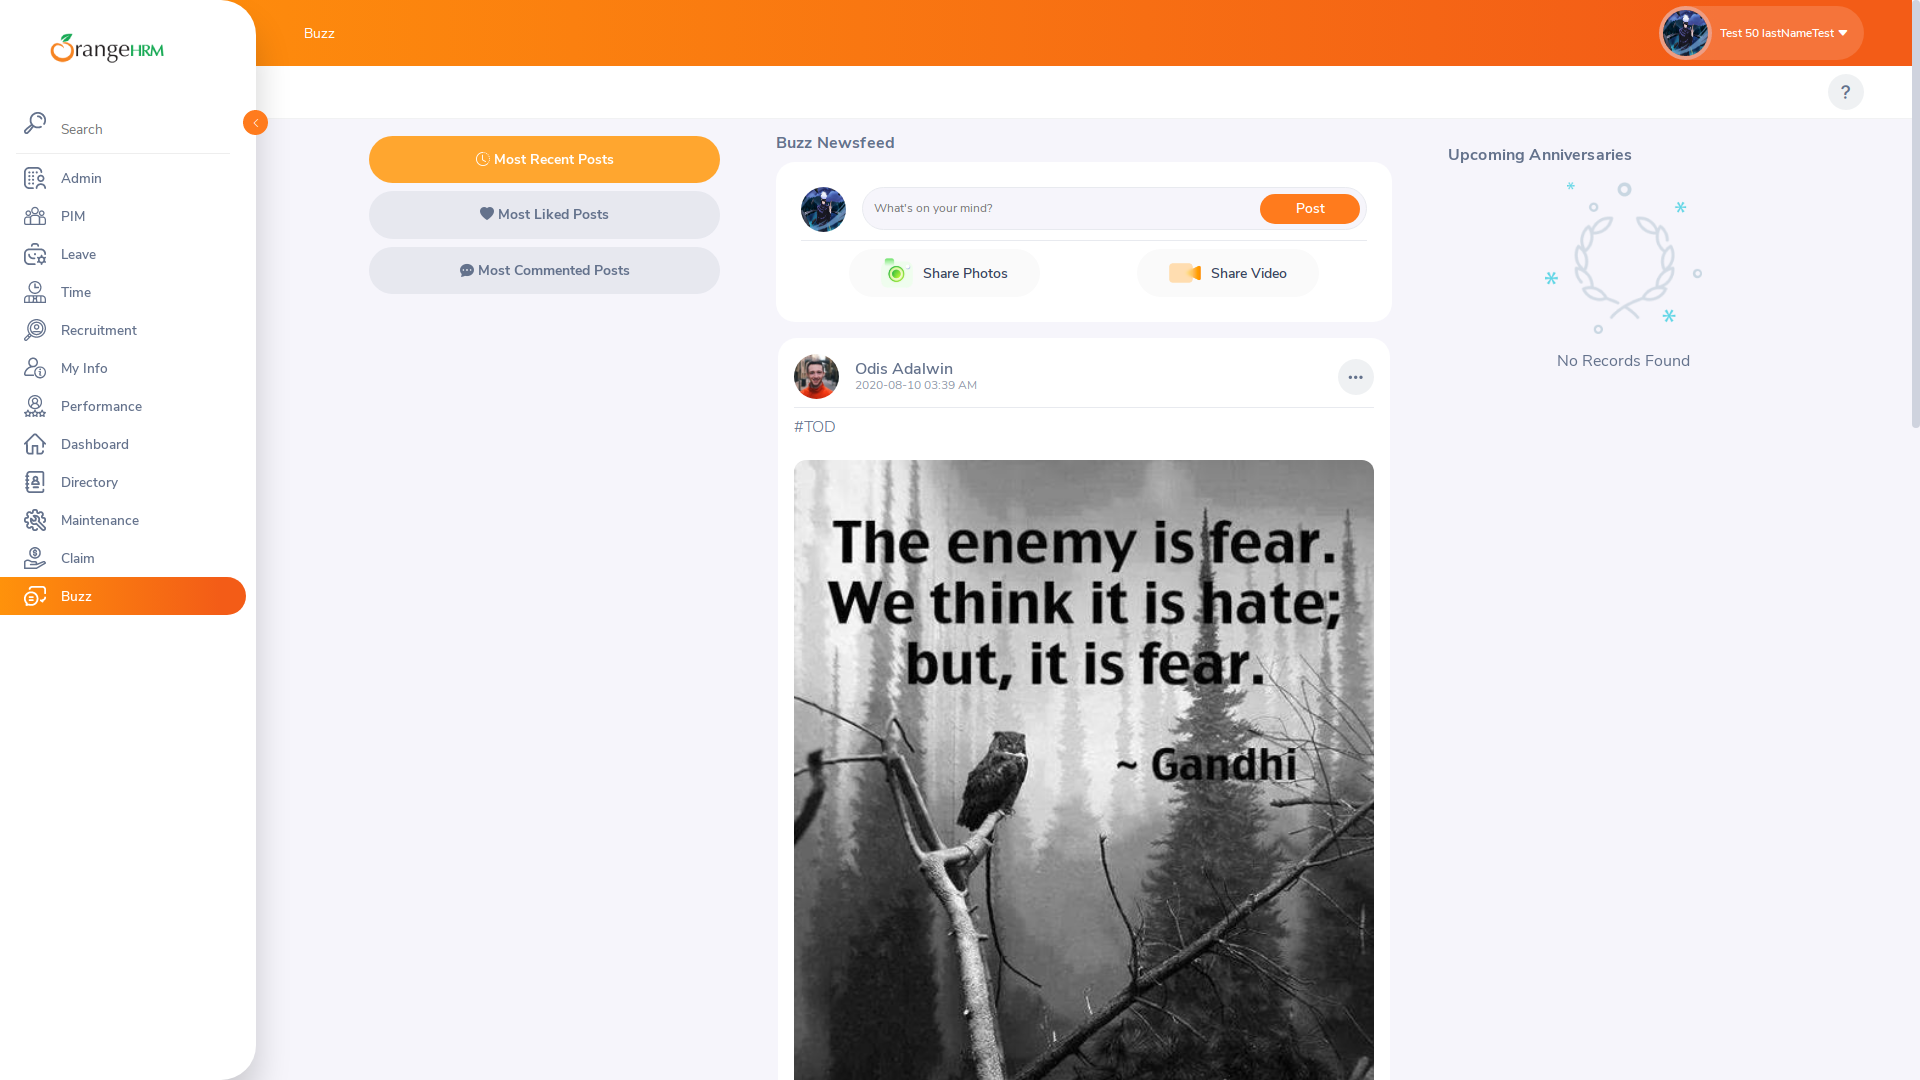 OrangeHRM
Search
Admin
PIM
Leave
Time
Recruitment
My Info
Performance
Dashboard
Directory
Maintenance
Claim
Buzz
Buzz
Test 50 lastNameTest
?
Most Recent Posts
Most Liked Posts
Most Commented Posts
Buzz Newsfeed
What's on your mind?
Post
Share Photos
Share Video
Odis Adalwin
2020-08-10 03:39 AM
#TOD
The enemy is fear.
We think it is hate;
but, it is fear.
~ Gandhi
Upcoming Anniversaries
No Records Found